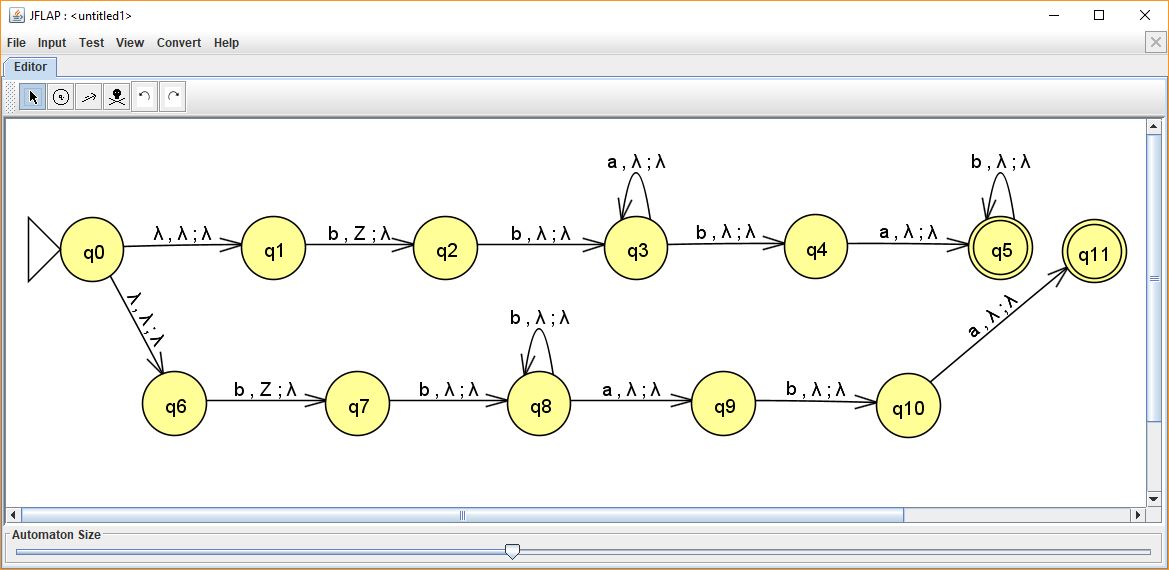 JFLAP : <untitled1>
File Input Test View Convert Help
Editor
a , λ ; λ
b , λ ; λ
q0
λ , λ ; λ
q1
b , Z ; λ
q2
b , λ ; λ
q3
b , λ ; λ
q4
a , λ ; λ
q5
q11
λ , λ ; λ
a , λ ; λ
b , λ ; λ
q6
b , Z ; λ
q7
b , λ ; λ
q8
a , λ ; λ
q9
b , λ ; λ
q10
Automaton Size